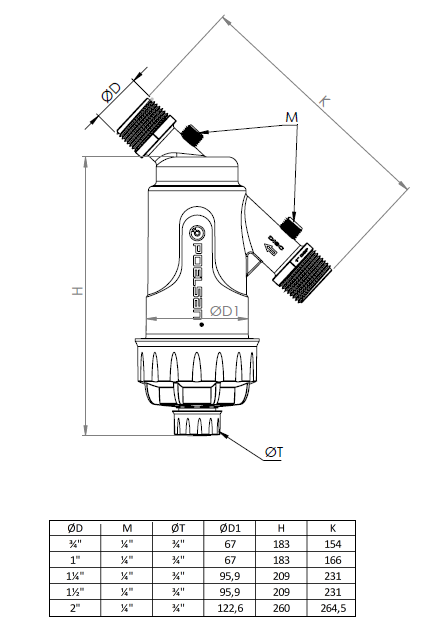 ØD
K
M
H
poelsan
ØD1
ØT
ØD M ØT ØD1 H K
¾" ¼" ¾" 67 183 154
1" ¼" ¾" 67 183 166
1¼" ¼" ¾" 95,9 209 231
1½" ¼" ¾" 95,9 209 231
2" ¼" ¾" 122,6 260 264,5